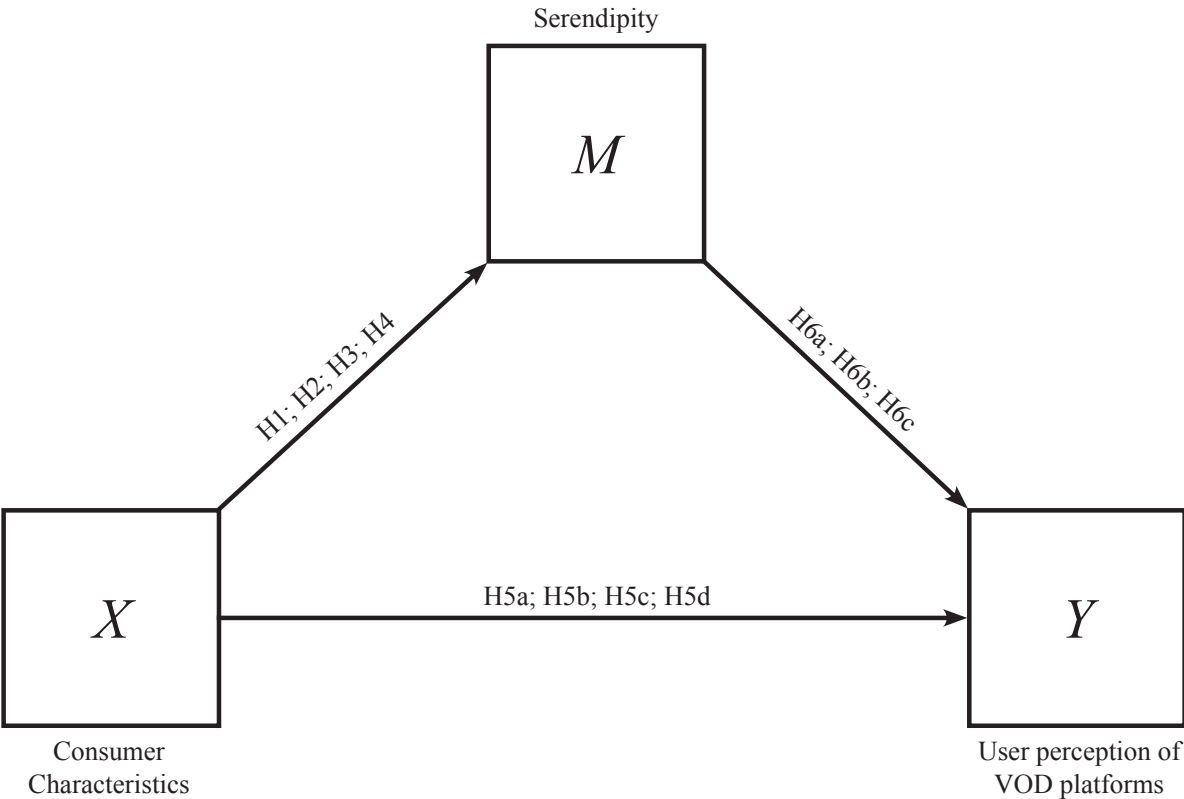 Serendipity
M
H1; H2; H3; H4
H6a; H6b; H6c
H5a; H5b; H5c; H5d
X
Y
Consumer
Characteristics
User perception of
VOD platforms